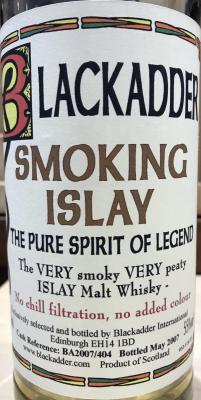 BLACKADDER
SMOKING
ISLAY
THE PURE SPIRIT OF LEGEND
The VERY smoky VERY peaty
ISLAY Malt Whisky -
No chill filtration, no added colour
selected and bottled by Blackadder International
Edinburgh EH14 1BD
Cask Reference: BA2007/404 Bottled May 2007
www.blackadder.com Product of Scotland